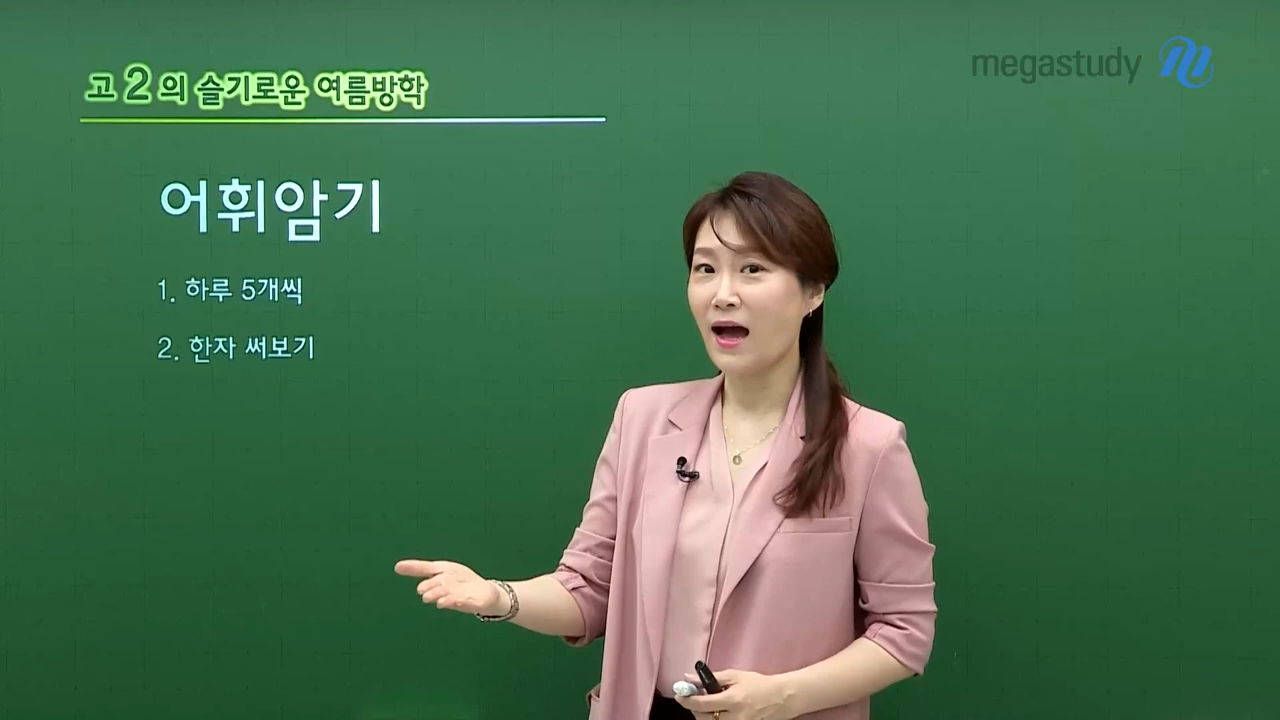 고2의 슬기로운 여름방학
megastudy
어휘암기
1. 하루 5개씩
2. 한자 써보기